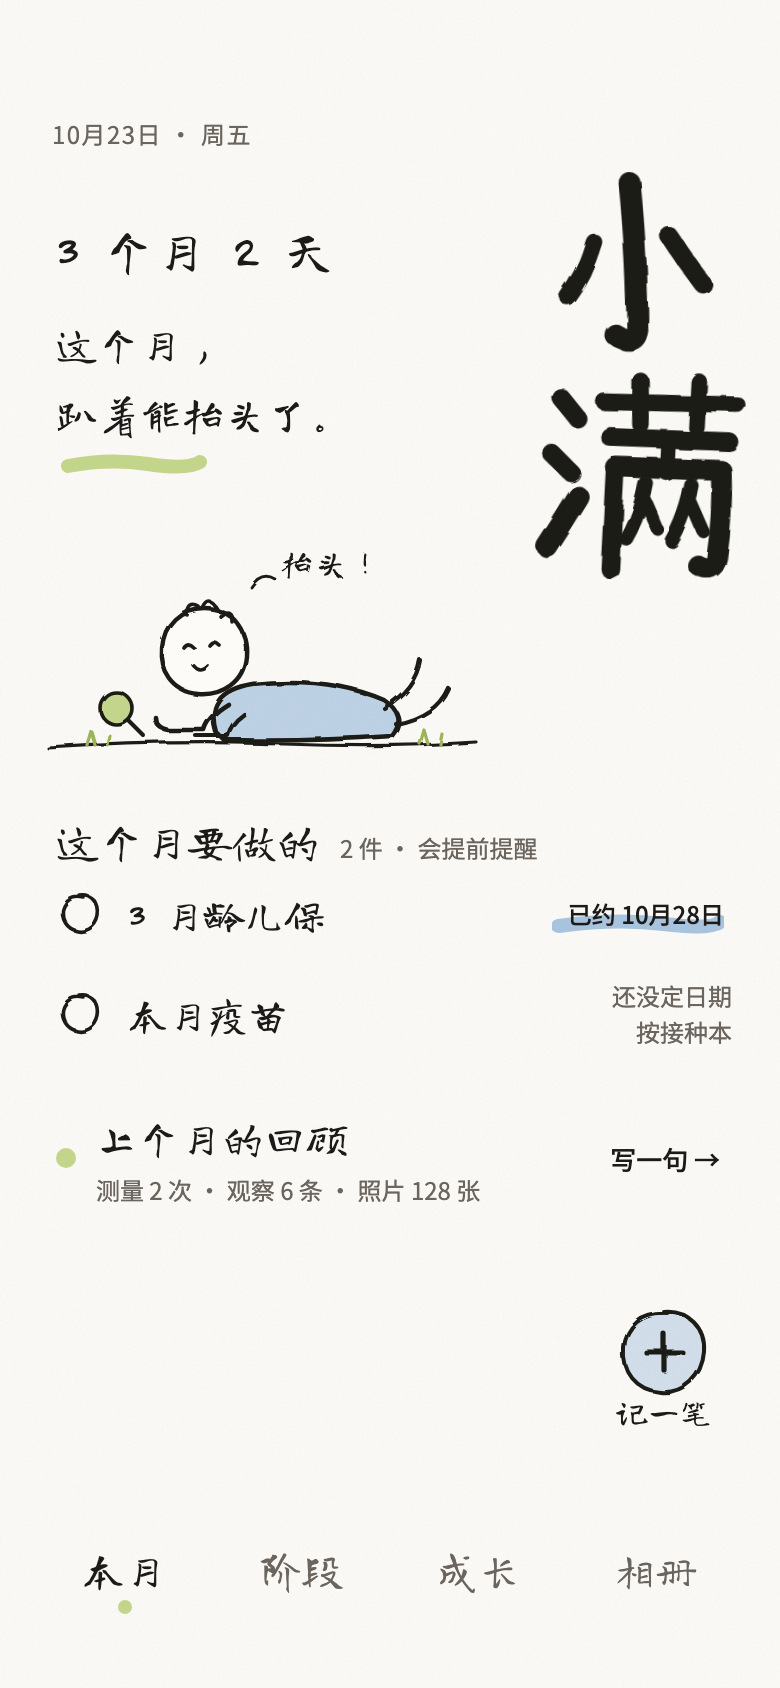 10月23日 · 周五
小满
3个月2天
这个月，
趴着能抬头了。
抬头！
这个月要做的 2件 · 会提前提醒
3月龄儿保 已约 10月28日
本月疫苗 还没定日期
按接种本
上个月的回顾 写一句→
测量2次 · 观察6条 · 照片128张
记一笔
本月 阶段 成长 相册